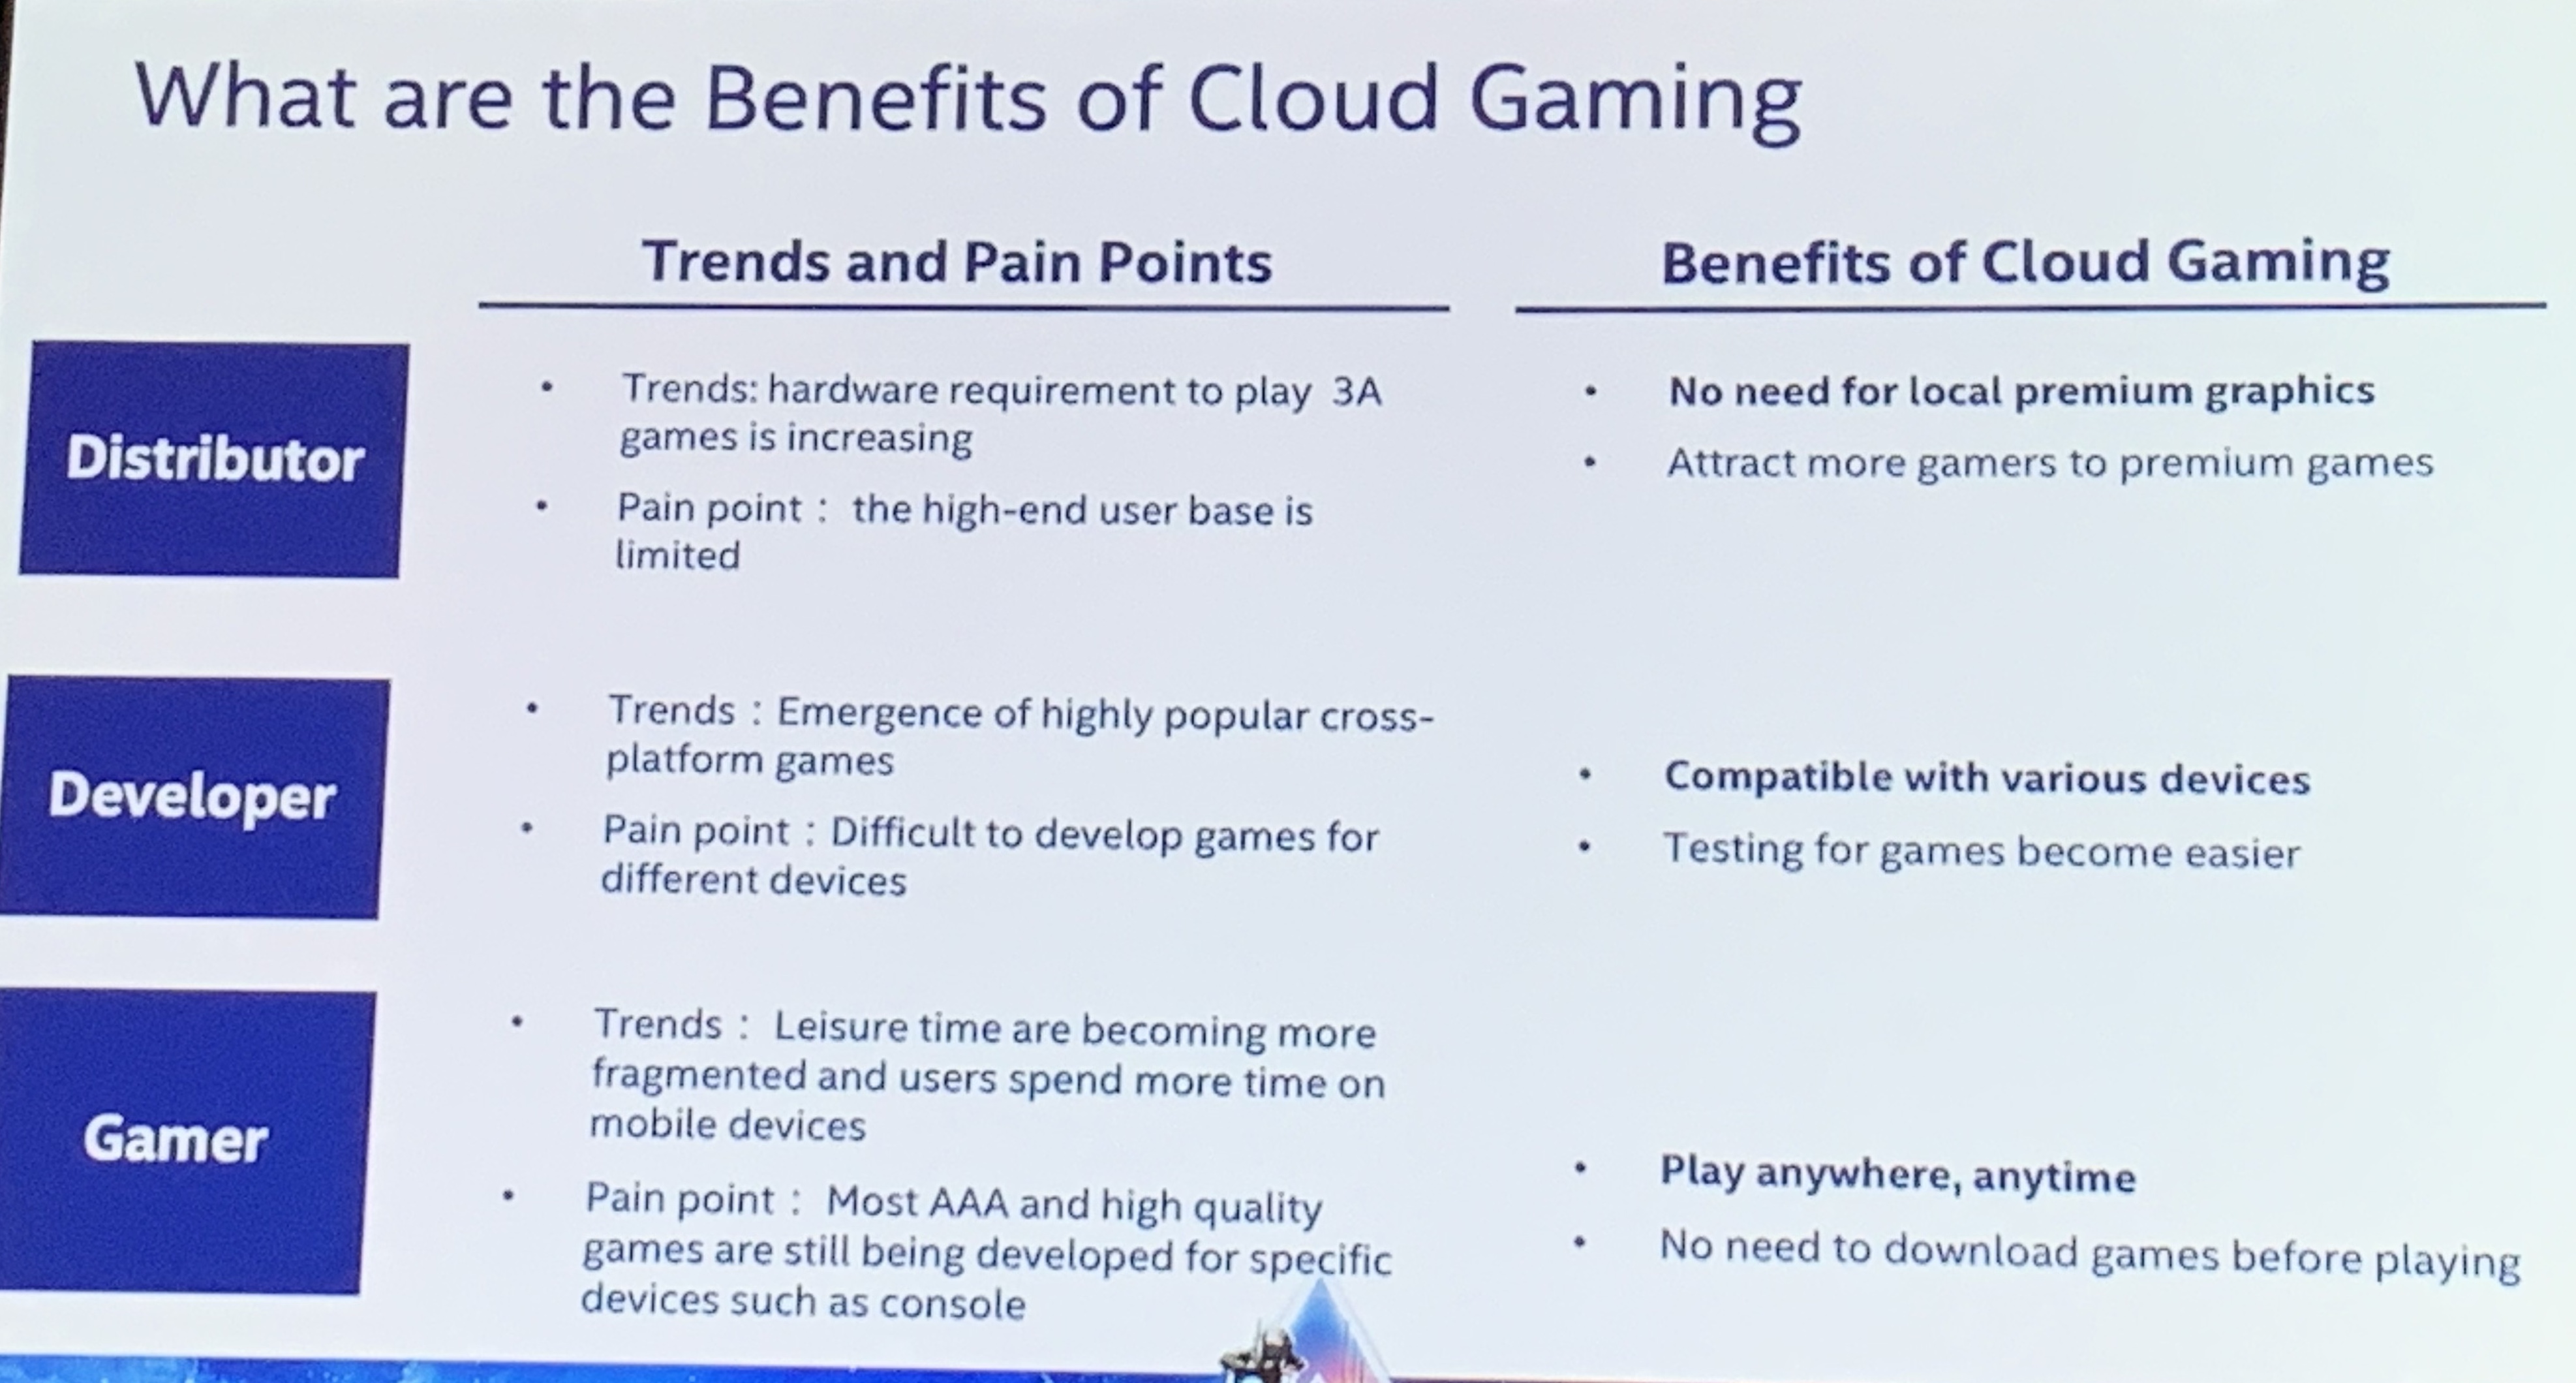 What are the Benefits of Cloud Gaming
Trends and Pain Points
Benefits of Cloud Gaming
Distributor
• Trends: hardware requirement to play 3A
games is increasing
• Pain point： the high-end user base is
limited
• No need for local premium graphics
• Attract more gamers to premium games
Developer
• Trends：Emergence of highly popular cross-
platform games
• Pain point：Difficult to develop games for
different devices
• Compatible with various devices
• Testing for games become easier
Gamer
• Trends： Leisure time are becoming more
fragmented and users spend more time on
mobile devices
• Pain point： Most AAA and high quality
games are still being developed for specific
devices such as console
• Play anywhere, anytime
• No need to download games before playing